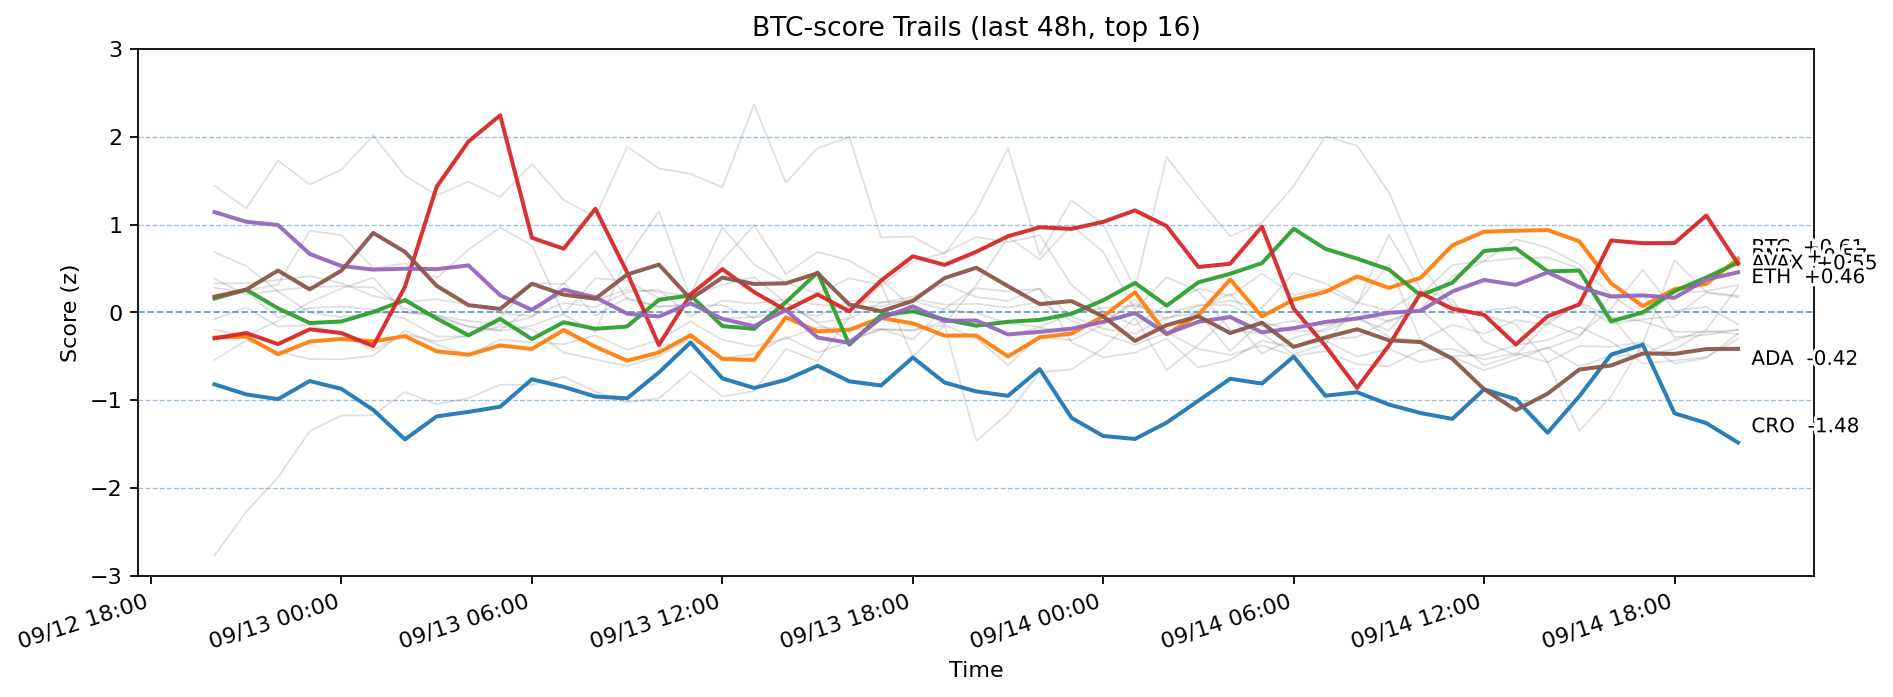 BTC-score Trails (last 48h, top 16)
Score (z)
3
2
1
0
−1
−2
−3
BTC +0.61
AVAX +0.55
ETH +0.46
ADA -0.42
CRO -1.48
09/12 18:00
09/13 00:00
09/13 06:00
09/13 12:00
09/13 18:00
09/14 00:00
09/14 06:00
09/14 12:00
09/14 18:00
Time